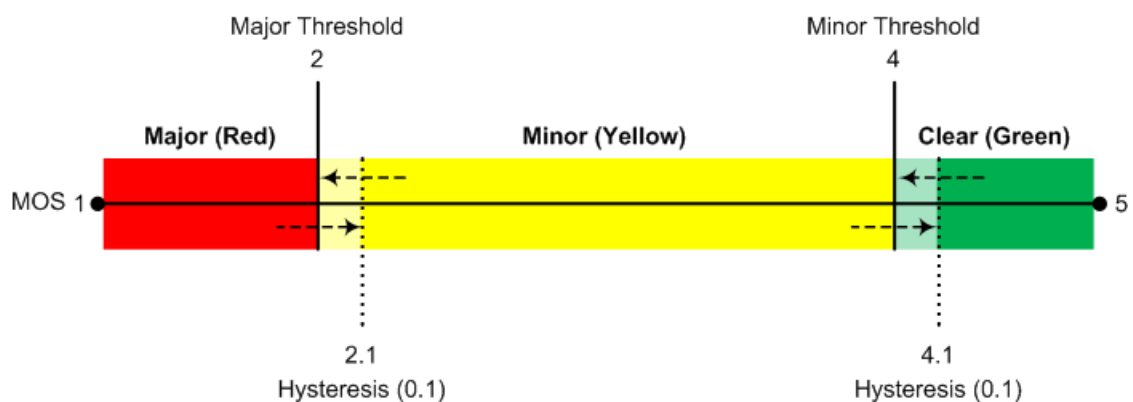 Major Threshold
2
Minor Threshold
4
Major (Red)
Minor (Yellow)
Clear (Green)
MOS 1
5
2.1
Hysteresis (0.1)
4.1
Hysteresis (0.1)